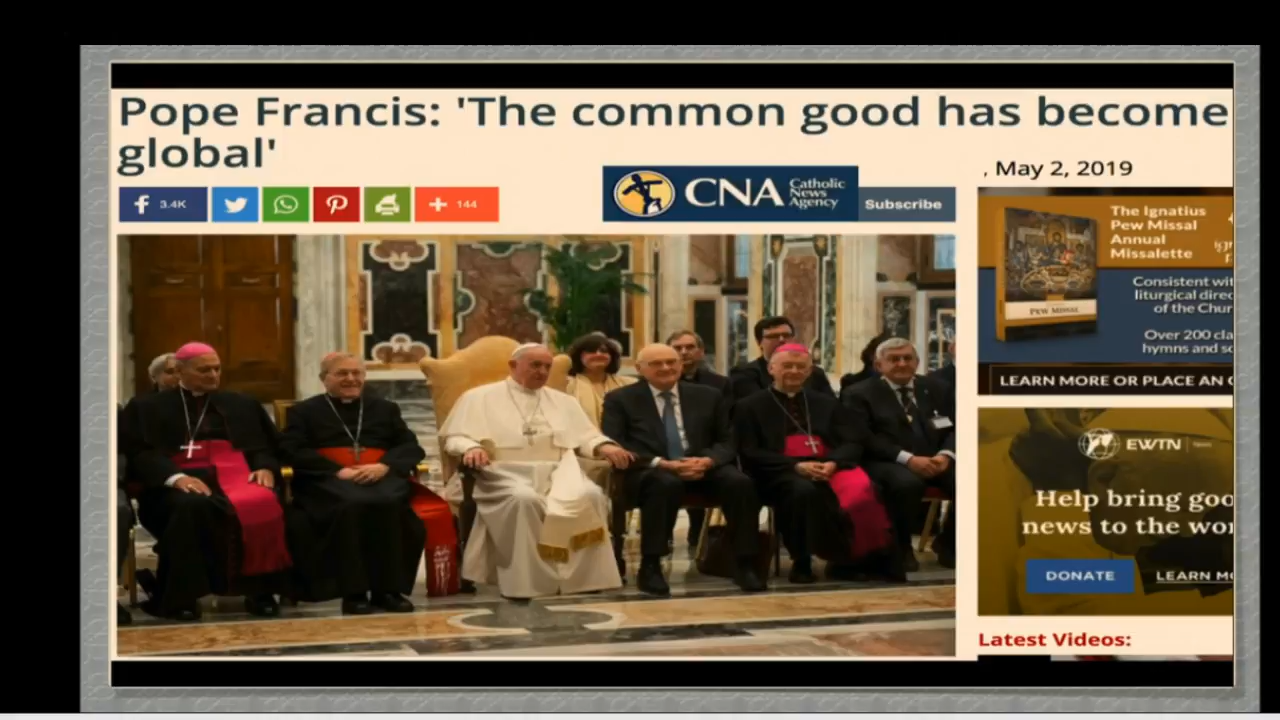 Pope Francis: 'The common good has become
global'
3.4K
144
CNA Catholic
News
Agency
Subscribe
, May 2, 2019
The Ignatius
Pew Missal
Annual
Missalette
PEW MISSAL
Consistent wit
liturgical direc
of the Chur
Over 200 cla
hymns and so
LEARN MORE OR PLACE AN
EWTN News
Help bring goo
news to the wor
DONATE
LEARN M
Latest Videos: